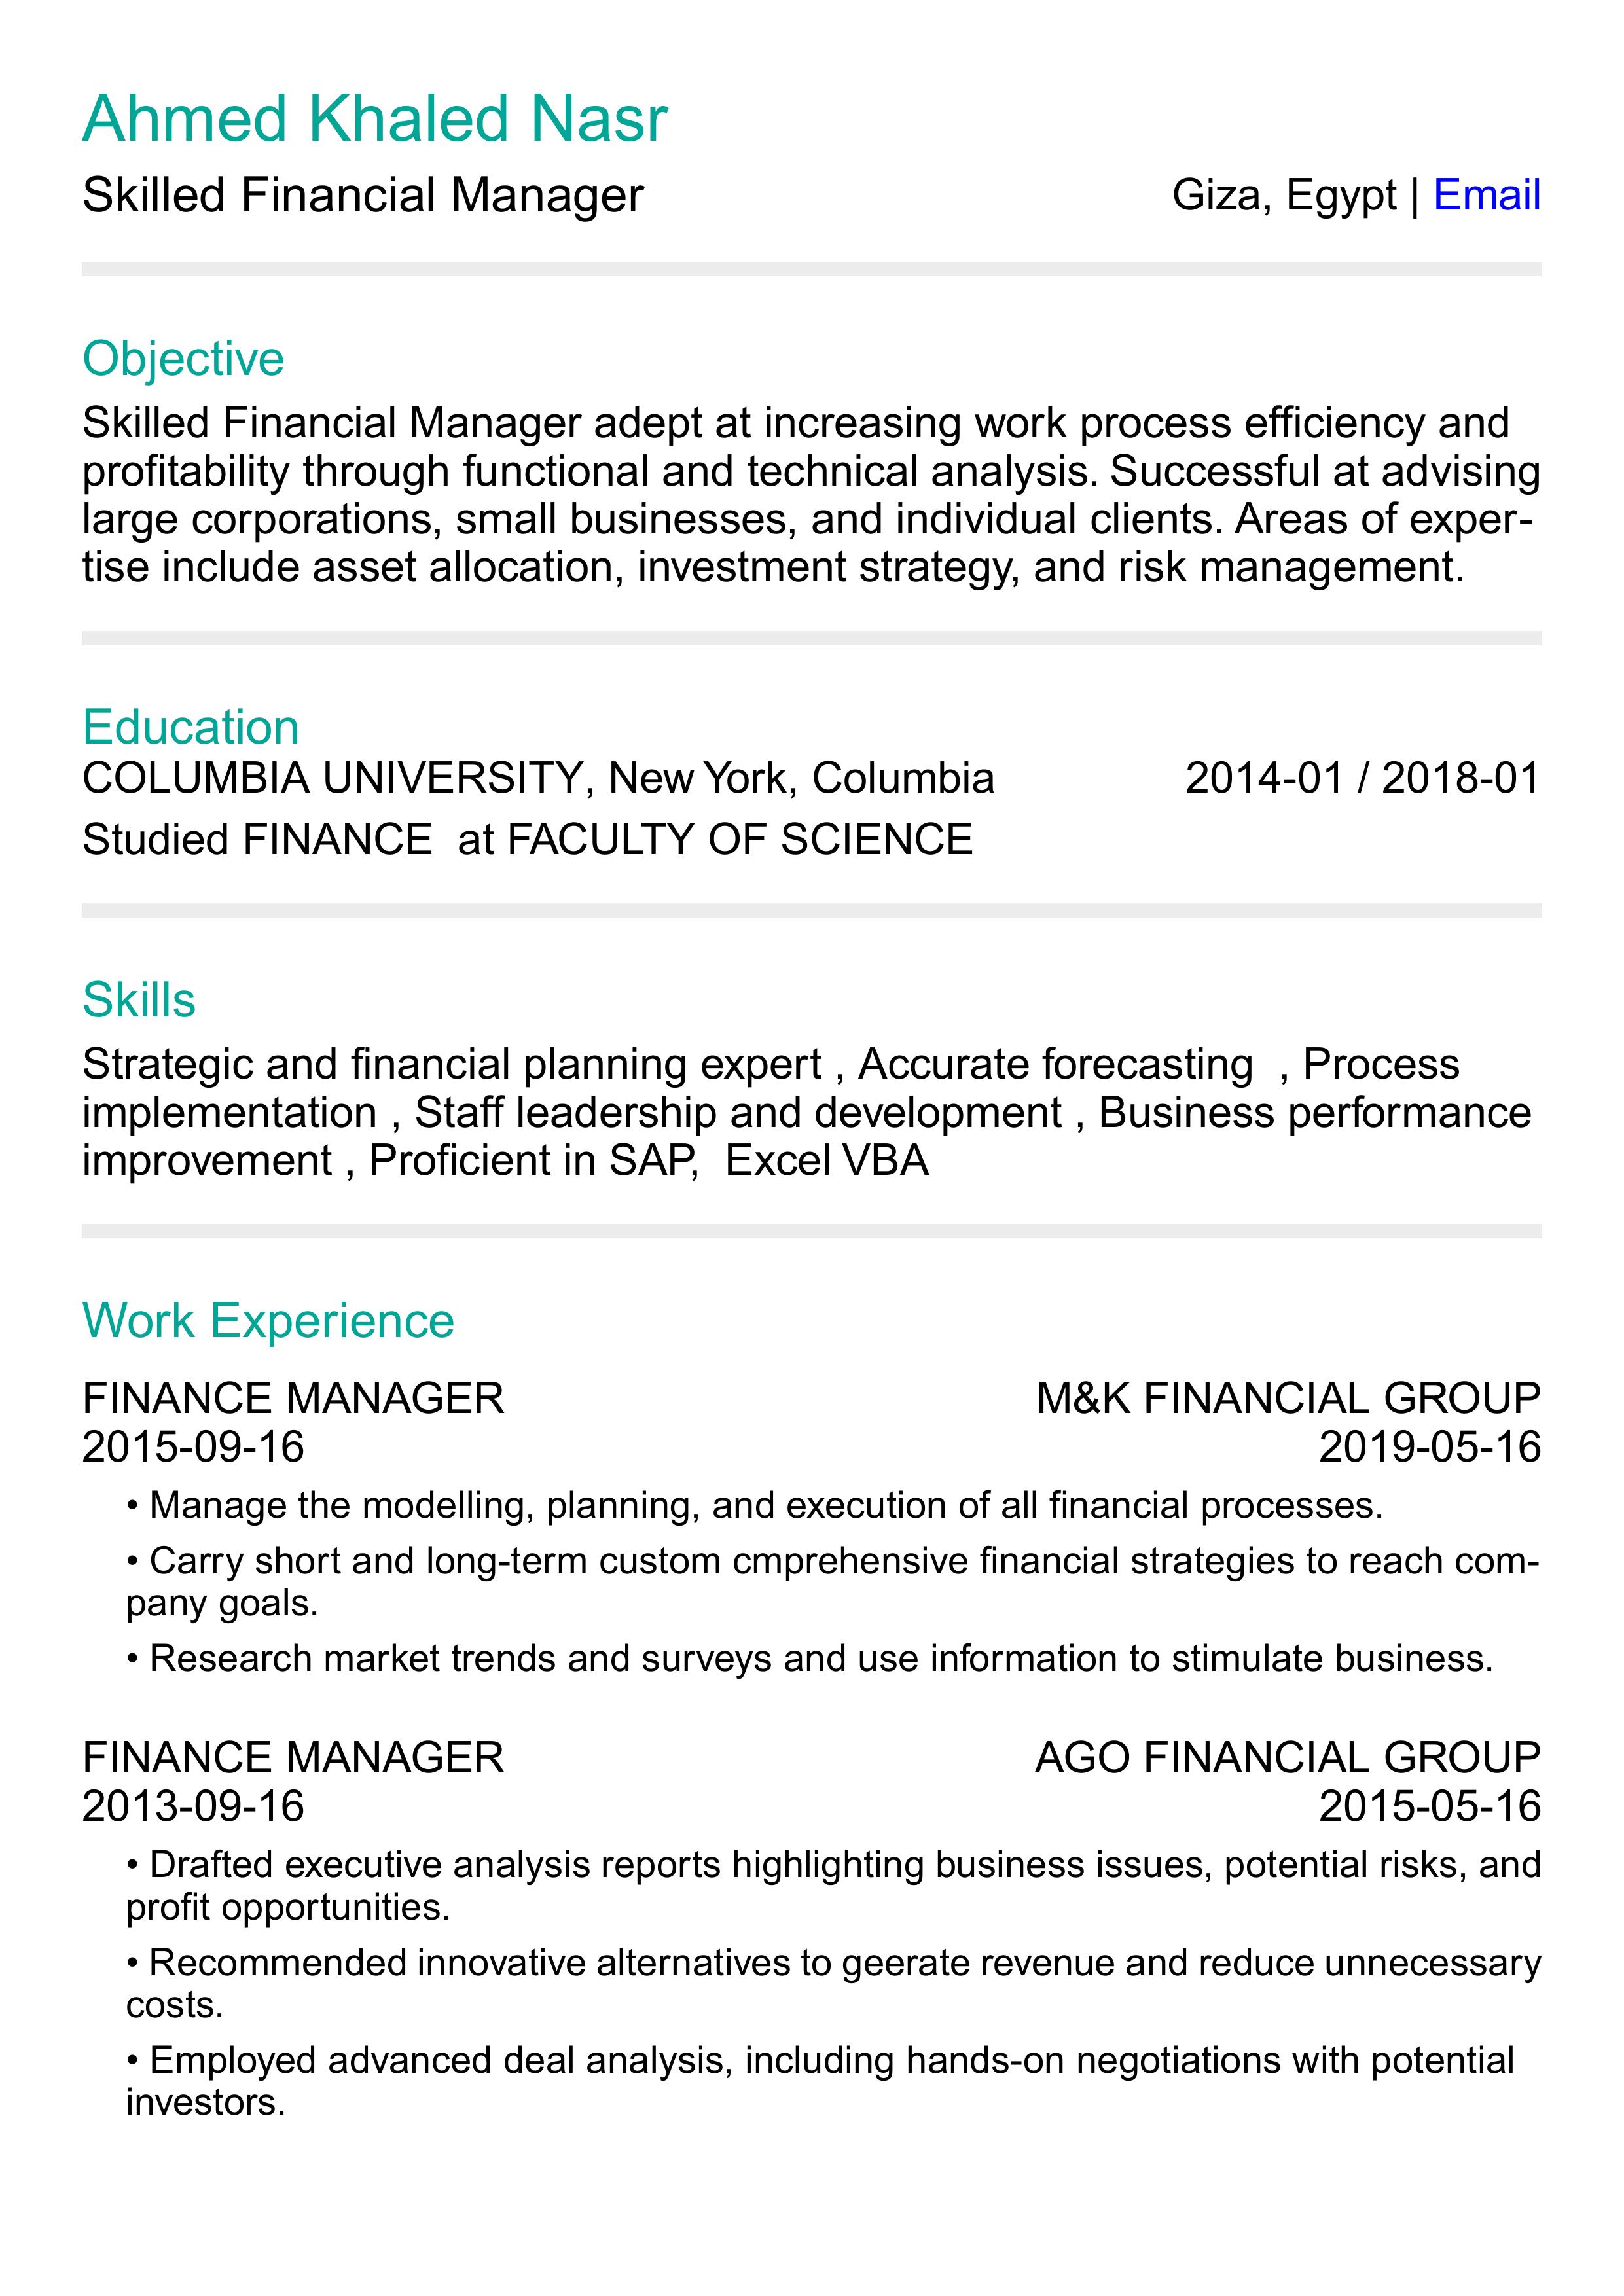 Ahmed Khaled Nasr
Skilled Financial Manager Giza, Egypt | Email
Objective
Skilled Financial Manager adept at increasing work process efficiency and
profitability through functional and technical analysis. Successful at advising
large corporations, small businesses, and individual clients. Areas of exper-
tise include asset allocation, investment strategy, and risk management.
Education
COLUMBIA UNIVERSITY, New York, Columbia 2014-01 / 2018-01
Studied FINANCE  at FACULTY OF SCIENCE
Skills
Strategic and financial planning expert , Accurate forecasting  , Process
implementation , Staff leadership and development , Business performance
improvement , Proficient in SAP,  Excel VBA
Work Experience
FINANCE MANAGER M&K FINANCIAL GROUP
2015-09-16 2019-05-16
• Manage the modelling, planning, and execution of all financial processes.
• Carry short and long-term custom cmprehensive financial strategies to reach com-
pany goals.
• Research market trends and surveys and use information to stimulate business.
FINANCE MANAGER AGO FINANCIAL GROUP
2013-09-16 2015-05-16
• Drafted executive analysis reports highlighting business issues, potential risks, and
profit opportunities.
• Recommended innovative alternatives to geerate revenue and reduce unnecessary
costs.
• Employed advanced deal analysis, including hands-on negotiations with potential
investors.